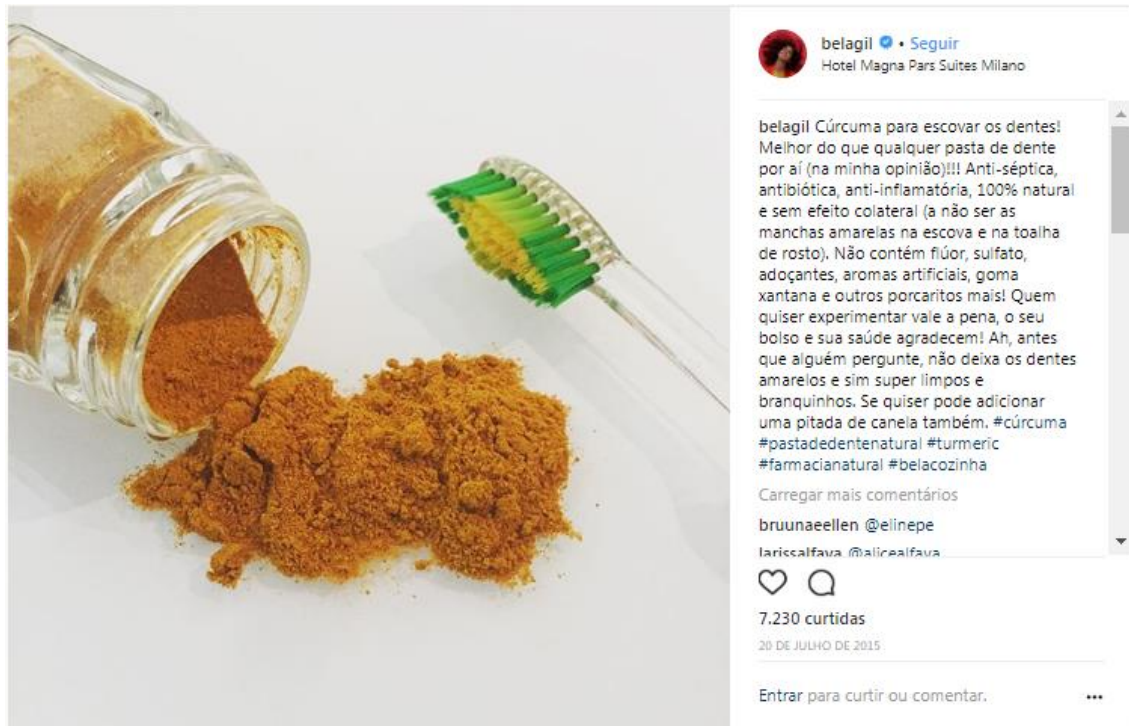 belagil • Seguir
Hotel Magna Pars Suites Milano
belagil Cúrcuma para escovar os dentes!
Melhor do que qualquer pasta de dente
por aí (na minha opinião)!!! Anti-séptica,
antibiótica, anti-inflamatória, 100% natural
e sem efeito colateral (a não ser as
manchas amarelas na escova e na toalha
de rosto). Não contém flúor, sulfato,
adoçantes, aromas artificiais, goma
xantana e outros porcaritos mais! Quem
quiser experimentar vale a pena, o seu
bolso e sua saúde agradecem! Ah, antes
que alguém pergunte, não deixa os dentes
amarelos e sim super limpos e
branquinhos. Se quiser pode adicionar
uma pitada de canela também. #cúrcuma
#pastadedentenatural #turmeric
#farmacianatural #belacozinha
Carregar mais comentários
bruunaeellen @elinepe
larissalfaya @alicealfaya
7.230 curtidas
20 DE JULHO DE 2015
Entrar para curtir ou comentar.